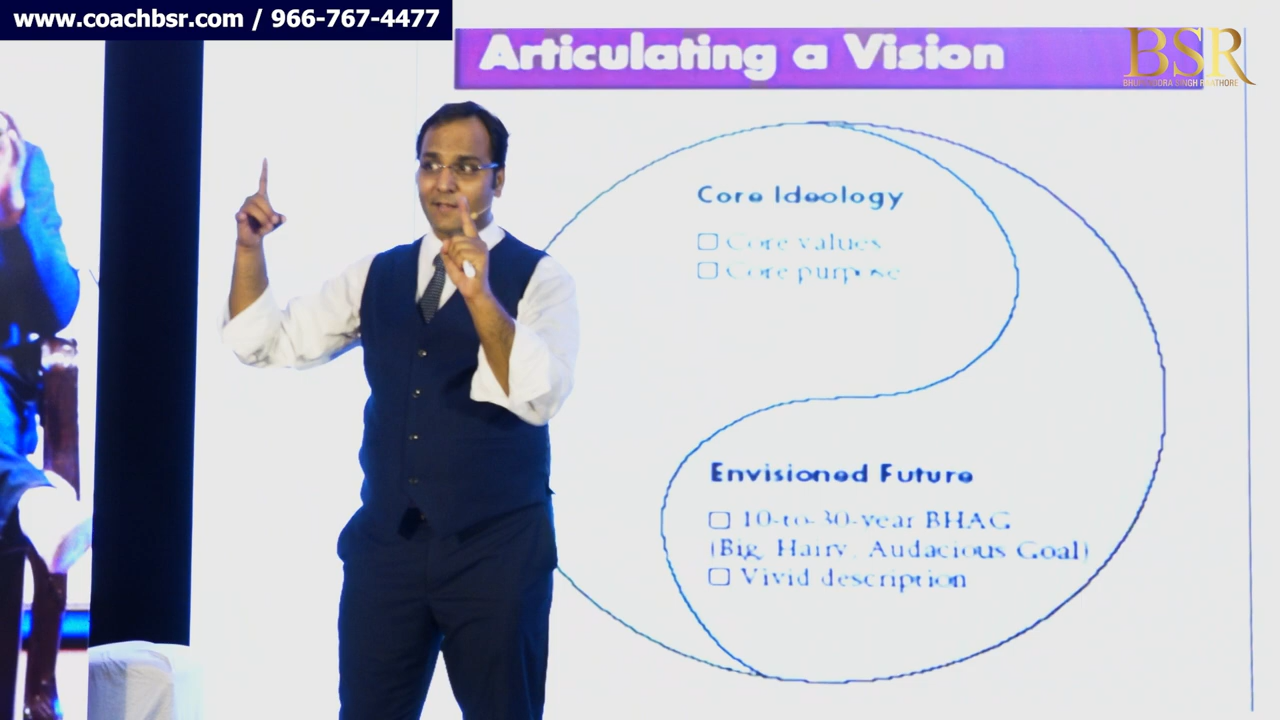 www.coachbsr.com / 966-767-4477
Articulating a Vision
BSR
Core Ideology
Core values
Core purpose
Envisioned Future
10-to-30-year BHAG
(Big, Hairy, Audacious Goal)
Vivid description